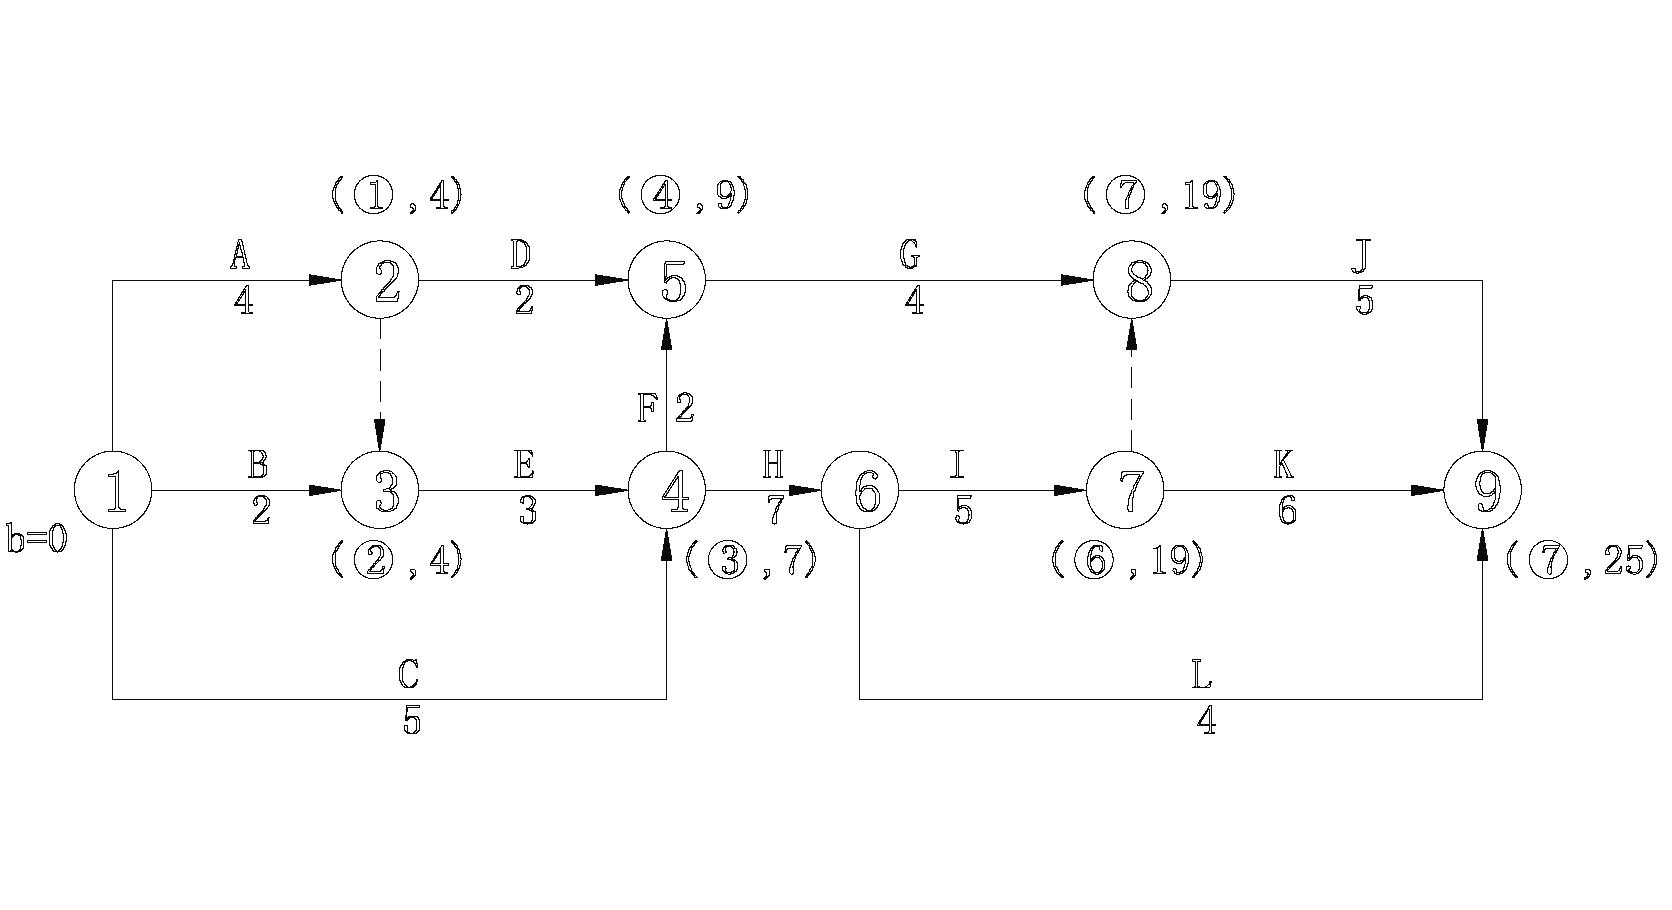 (①,4) (④,9) (⑦,19)
A D G J
2 5 8
4 2 4 5
F 2
B E H I K
1 3 4 6 7 9
2 3 7 5 6
b=0
(②,4) (③,7) (⑥,19) (⑦,25)
C L
5 4